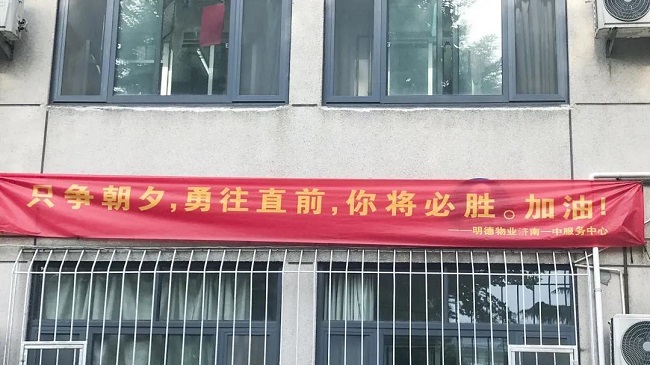 只争朝夕,勇往直前,你将必胜。加油!
——明德物业济南一中服务中心